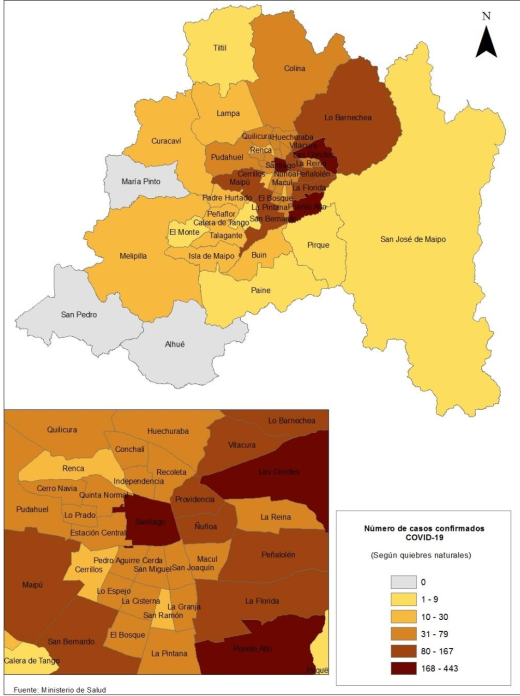 N
Tiltil
Colina
Lo Barnechea
Lampa
Curacaví
Quilicura Huechuraba
Vitacura
Renca
Pudahuel
Santiago
La Reina
María Pinto
Cerrillos
Ñuñoa Peñalolén
Maipú
Macul
La Florida
Padre Hurtado
El Bosque
La Pintana Puente Alto
Peñaflor
San Bernardo
Calera de Tango
El Monte
Talagante
San José de Maipo
Pirque
Melipilla
Isla de Maipo
Buin
Paine
San Pedro
Alhué
Lo Barnechea
Quilicura
Huechuraba
Vitacura
Conchalí
Renca
Recoleta
Las Condes
Independencia
Cerro Navia
Quinta Normal
Providencia
Pudahuel
Lo Prado
Santiago
La Reina
Ñuñoa
Estación Central
Peñalolén
Pedro Aguirre Cerda
Macul
Cerrillos
San Miguel San Joaquín
Maipú
Lo Espejo
La Cisterna
La Granja
La Florida
San Ramón
El Bosque
San Bernardo
Puente Alto
La Pintana
Calera de Tango
Número de casos confirmados
COVID-19
(Según quiebres naturales)
0
1 - 9
10 - 30
31 - 79
80 - 167
168 - 443
Fuente: Ministerio de Salud